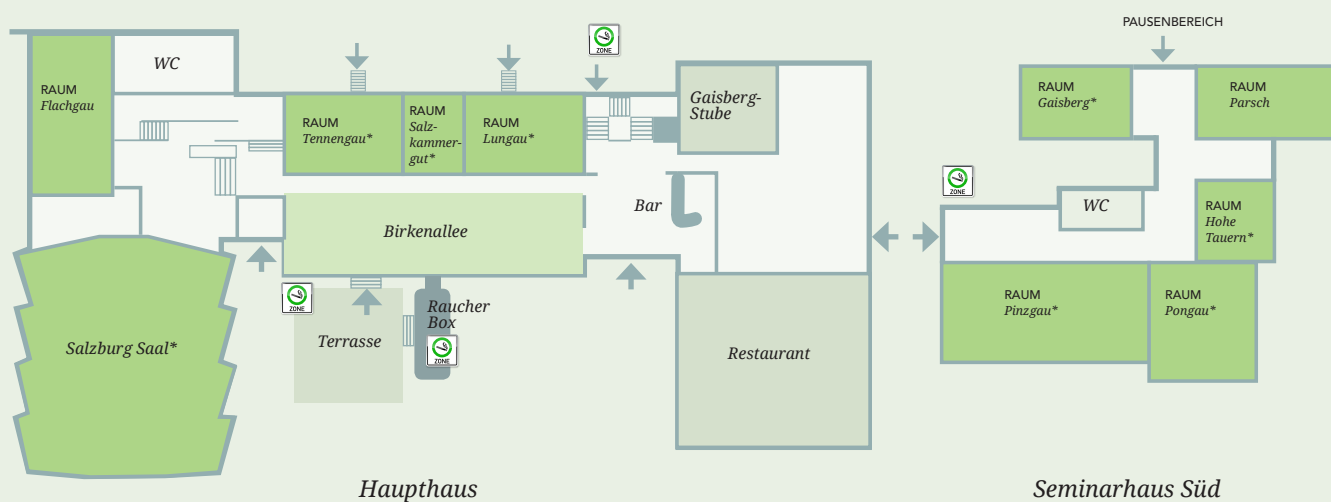 PAUSENBEREICH
ZONE
WC
RAUM
Flachgau
RAUM
Tennengau*
RAUM
Salz-
kammer-
gut*
RAUM
Lungau*
Gaisberg-
Stube
RAUM
Gaisberg*
RAUM
Parsch
ZONE
Bar
WC
RAUM
Hohe
Tauern*
Birkenallee
ZONE
Raucher
Box
ZONE
Terrasse
Salzburg Saal*
Restaurant
RAUM
Pinzgau*
RAUM
Pongau*
Haupthaus
Seminarhaus Süd